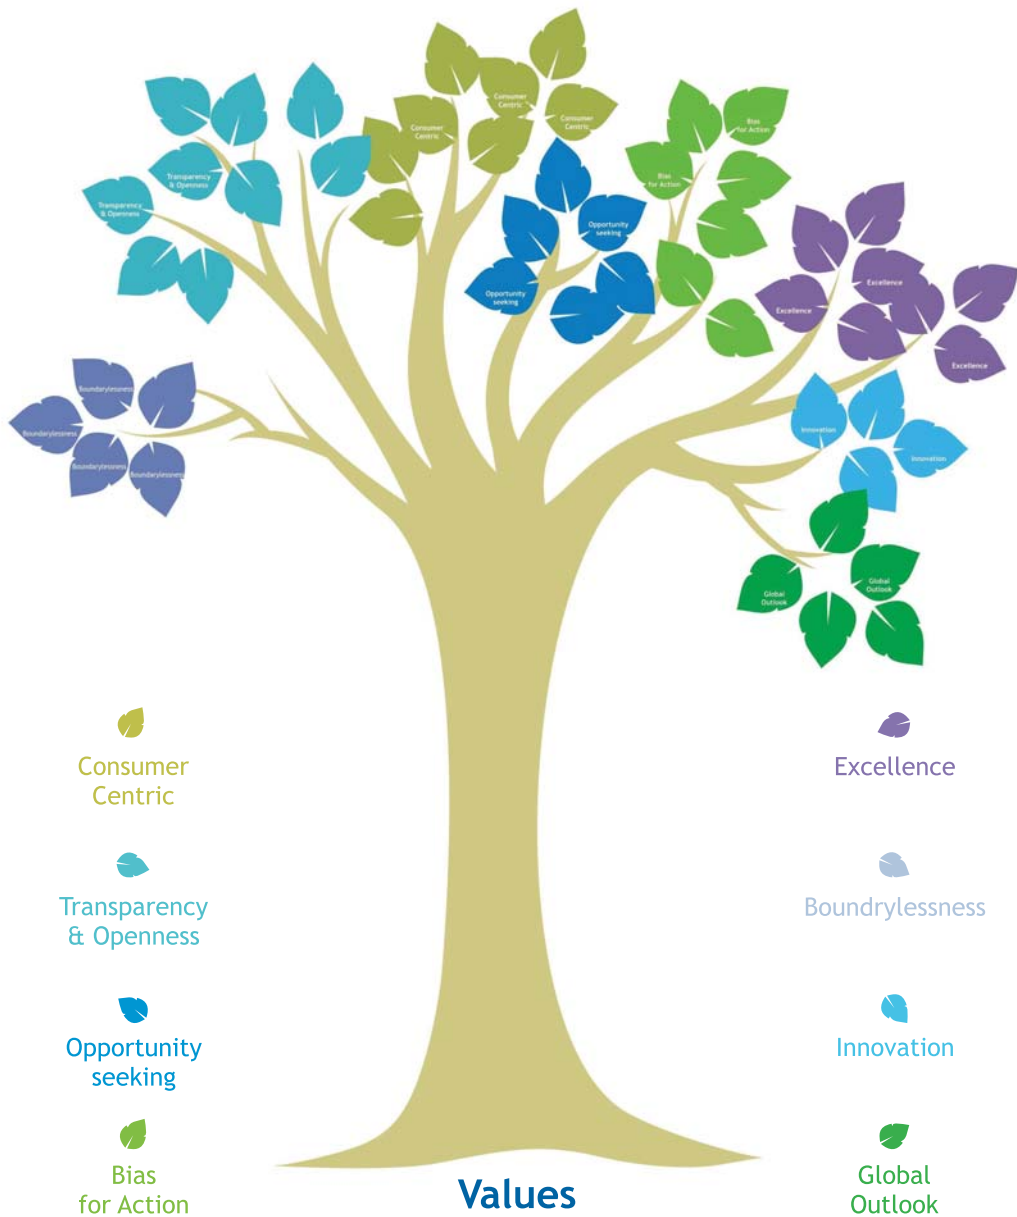 Consumer
Centric
Consumer
Centric
Consumer
Centric
Bias
for Action
Transparency
& Openness
Bias
for Action
Transparency
& Openness
Opportunity
seeking
Excellence
Opportunity
seeking
Excellence
Excellence
Boundarylessness
Boundarylessness
Innovation
Innovation
Boundarylessness
Boundarylessness
Global
Outlook
Global
Outlook
Consumer
Centric
Excellence
Transparency
& Openness
Boundrylessness
Opportunity
seeking
Innovation
Bias
for Action
Global
Outlook
Values